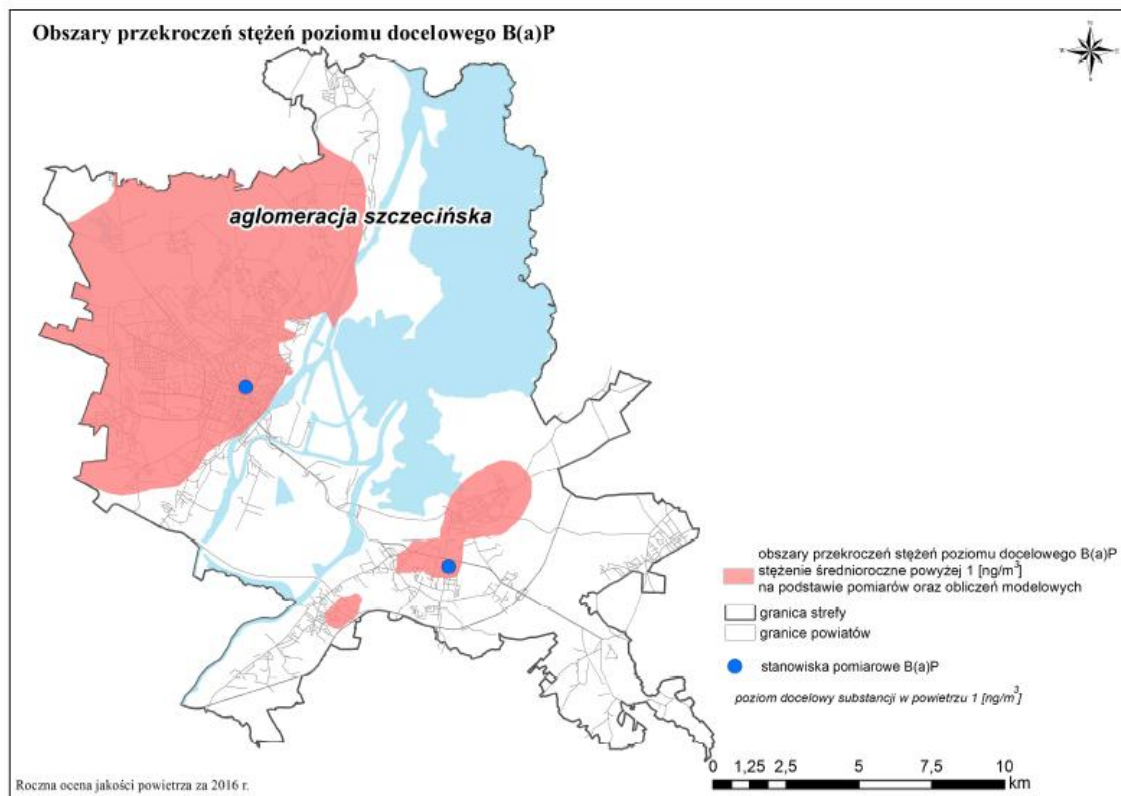 Obszary przekroczeń stężeń poziomu docelowego B(a)P
aglomeracja szczecińska
obszary przekroczeń stężeń poziomu docelowego B(a)P
stężenie średnioroczne powyżej 1 [ng/m³]
na podstawie pomiarów oraz obliczeń modelowych
granica strefy
granice powiatów
stanowiska pomiarowe B(a)P
poziom docelowy substancji w powietrzu 1 [ng/m³]
0 1,25 2,5 5 7,5 10
km
Roczna ocena jakości powietrza za 2016 r.